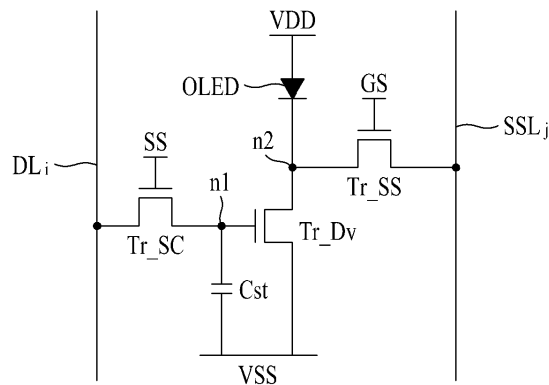 VDD
OLED
GS
SSLj
SS
n2
DLi
n1
Tr_SS
Tr_SC
Tr_Dv
Cst
VSS